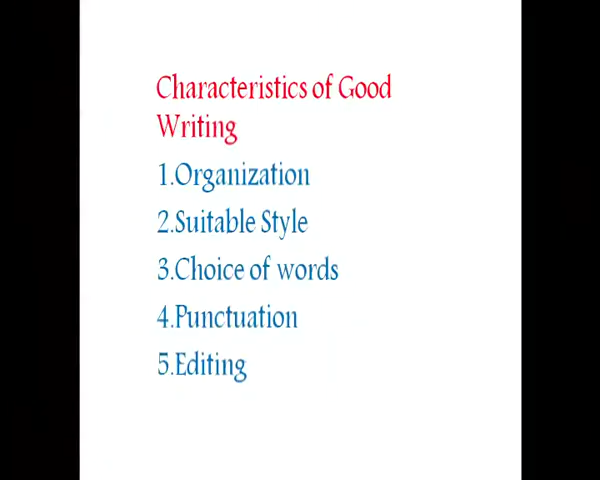 Characteristics of Good
Writing
1.Organization
2.Suitable Style
3.Choice of words
4.Punctuation
5.Editing